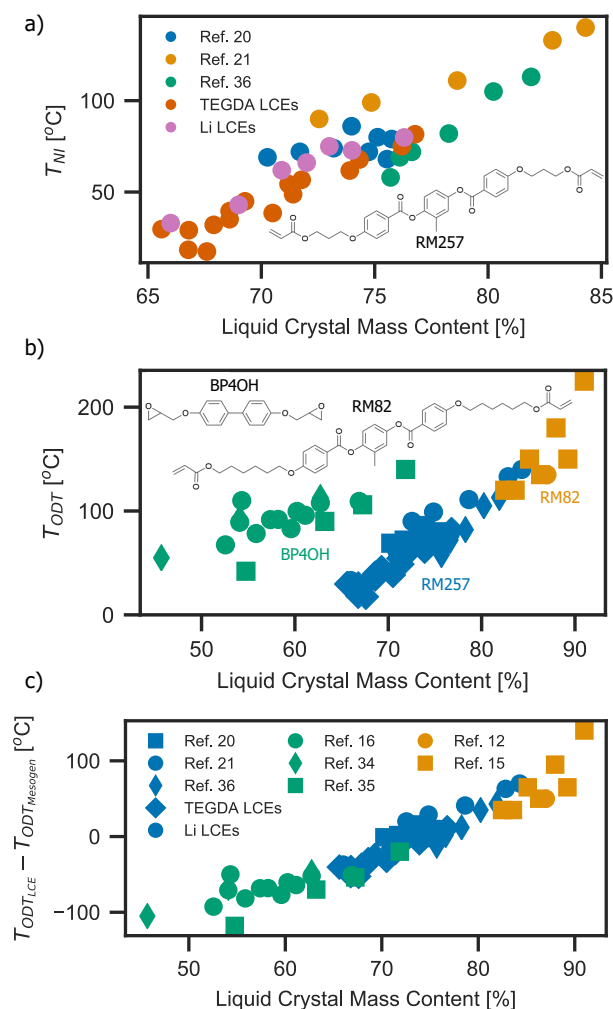 a)
Ref. 20
Ref. 21
Ref. 36
TEGDA LCEs
Li LCEs
T_NI [°C]
100
50
O
O
O
O
O
O
O
O
O
O
RM257
65
70
75
80
85
Liquid Crystal Mass Content [%]
b)
BP4OH
RM82
O
O
O
O
O
O
O
O
O
O
O
O
O
O
T_ODT [°C]
200
100
0
BP4OH
RM257
RM82
50
60
70
80
90
Liquid Crystal Mass Content [%]
c)
Ref. 20
Ref. 21
Ref. 36
TEGDA LCEs
Li LCEs
Ref. 16
Ref. 34
Ref. 35
Ref. 12
Ref. 15
T_ODT_LCE − T_ODT_Mesogen [°C]
100
0
−100
50
60
70
80
90
Liquid Crystal Mass Content [%]